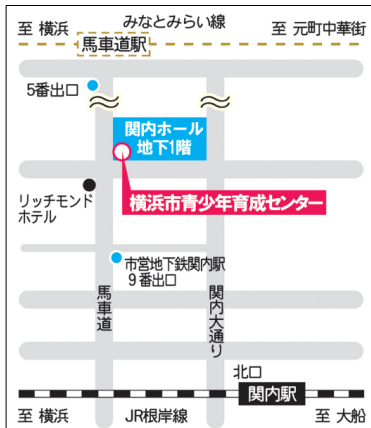 みなとみらい線
至 横浜
至 元町中華街
馬車道駅
5番出口
関内ホール
地下1階
リッチモンド
ホテル
横浜市青少年育成センター
市営地下鉄関内駅
9番出口
馬車道
関内大通り
北口
関内駅
至 横浜
JR根岸線
至 大船